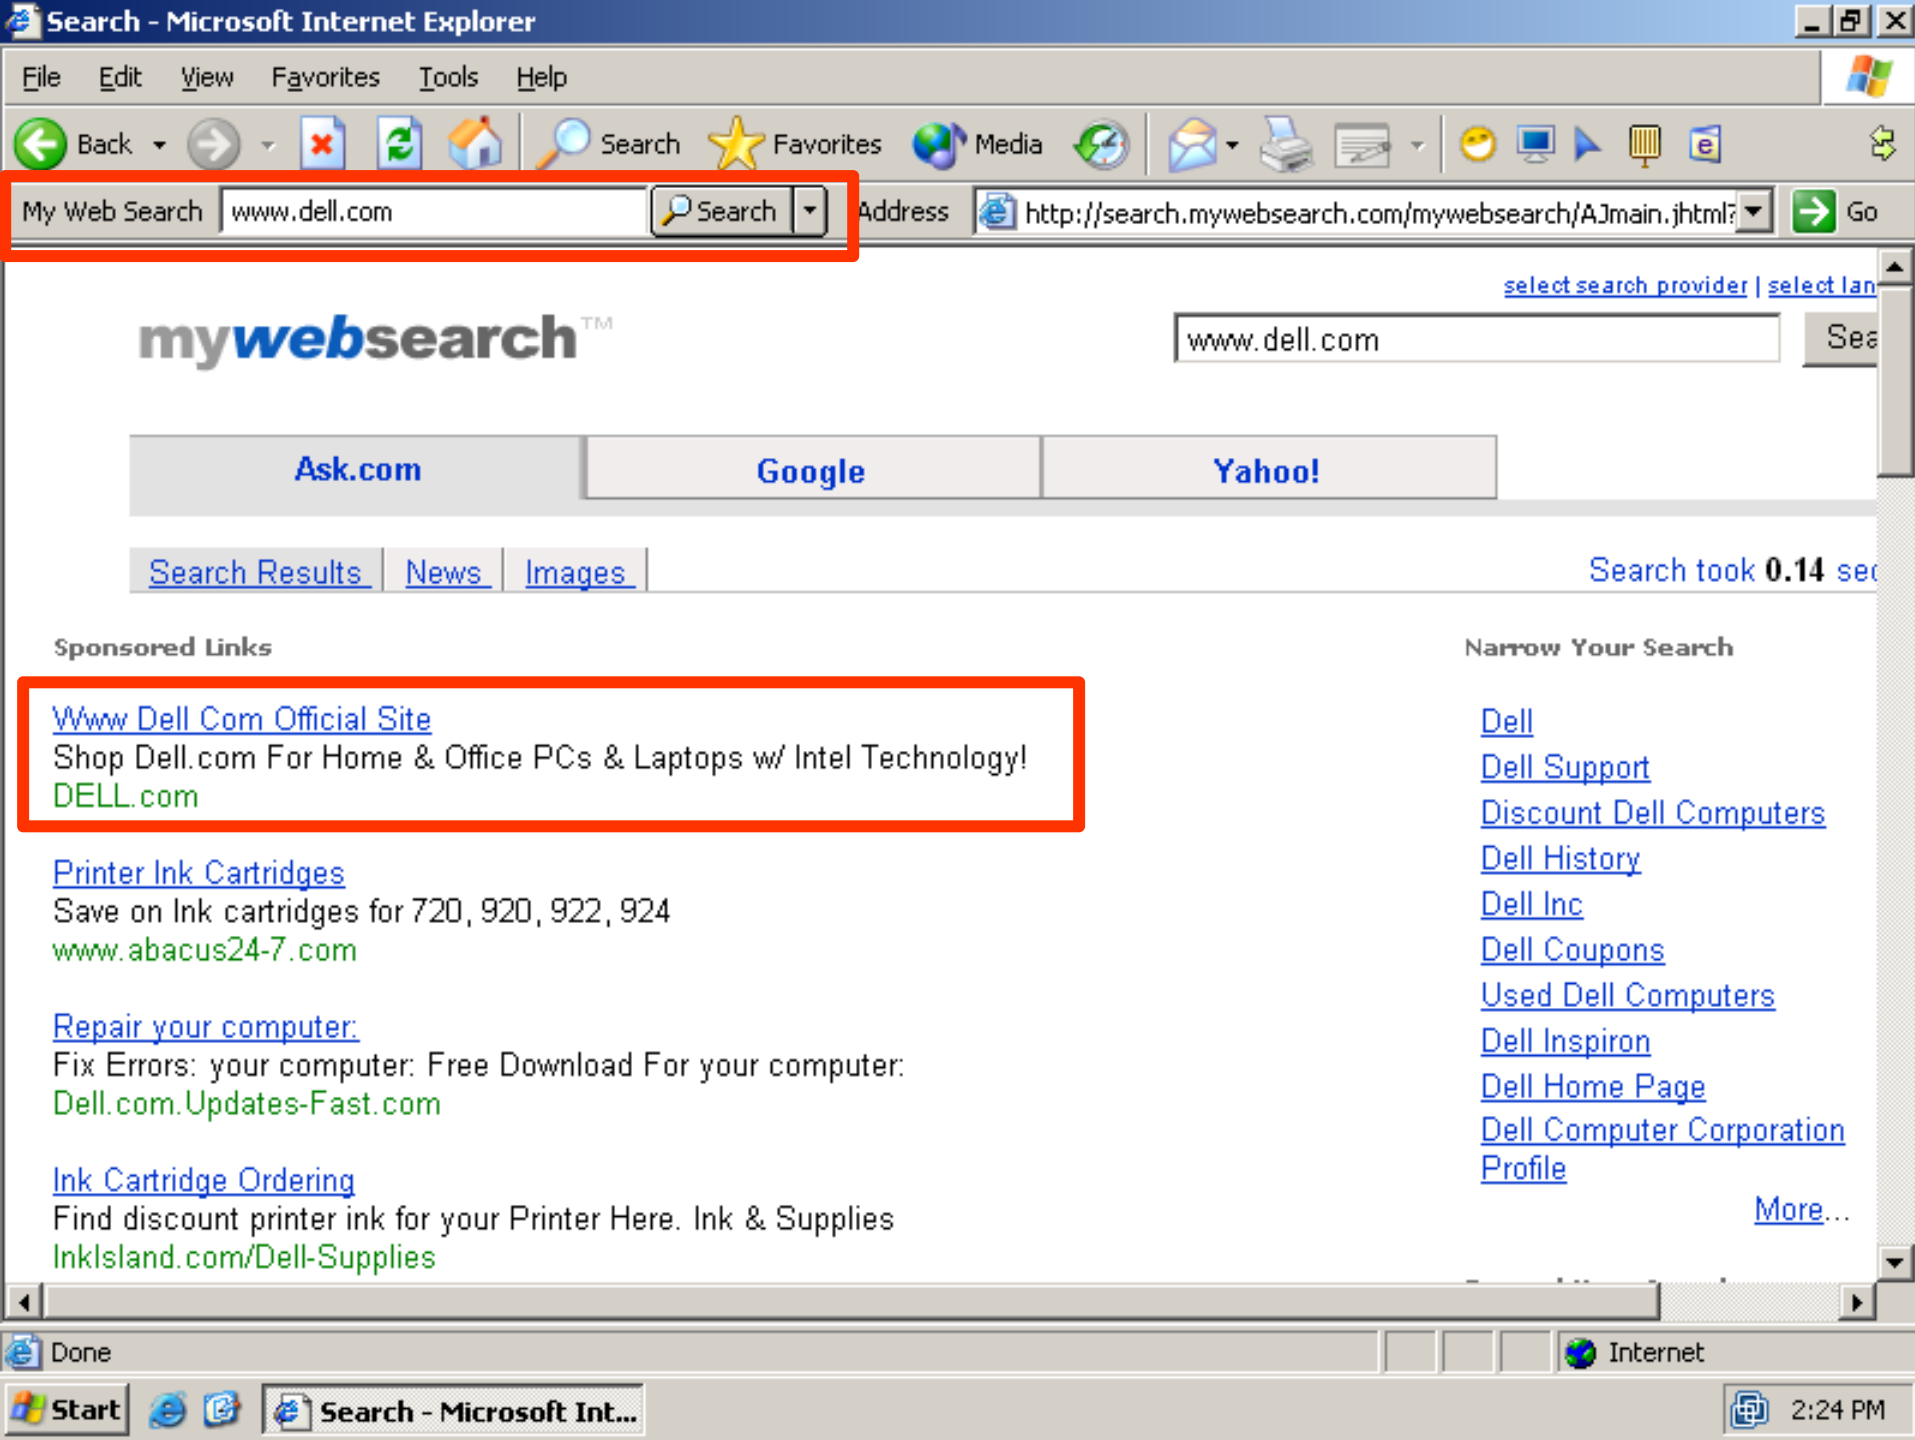 Search - Microsoft Internet Explorer
File Edit View Favorites Tools Help
Back Search Favorites Media
My Web Search www.dell.com Search Address http://search.mywebsearch.com/mywebsearch/AJmain.jhtml? Go
select search provider | select lan
mywebsearch™ www.dell.com Sea
Ask.com Google Yahoo!
Search Results News Images Search took 0.14 sec
Sponsored Links
Www Dell Com Official Site
Shop Dell.com For Home & Office PCs & Laptops w/ Intel Technology!
DELL.com
Printer Ink Cartridges
Save on Ink cartridges for 720, 920, 922, 924
www.abacus24-7.com
Repair your computer:
Fix Errors: your computer: Free Download For your computer:
Dell.com.Updates-Fast.com
Ink Cartridge Ordering
Find discount printer ink for your Printer Here. Ink & Supplies
InkIsland.com/Dell-Supplies
Narrow Your Search
Dell
Dell Support
Discount Dell Computers
Dell History
Dell Inc
Dell Coupons
Used Dell Computers
Dell Inspiron
Dell Home Page
Dell Computer Corporation
Profile
More...
Done Internet
Start Search - Microsoft Int... 2:24 PM